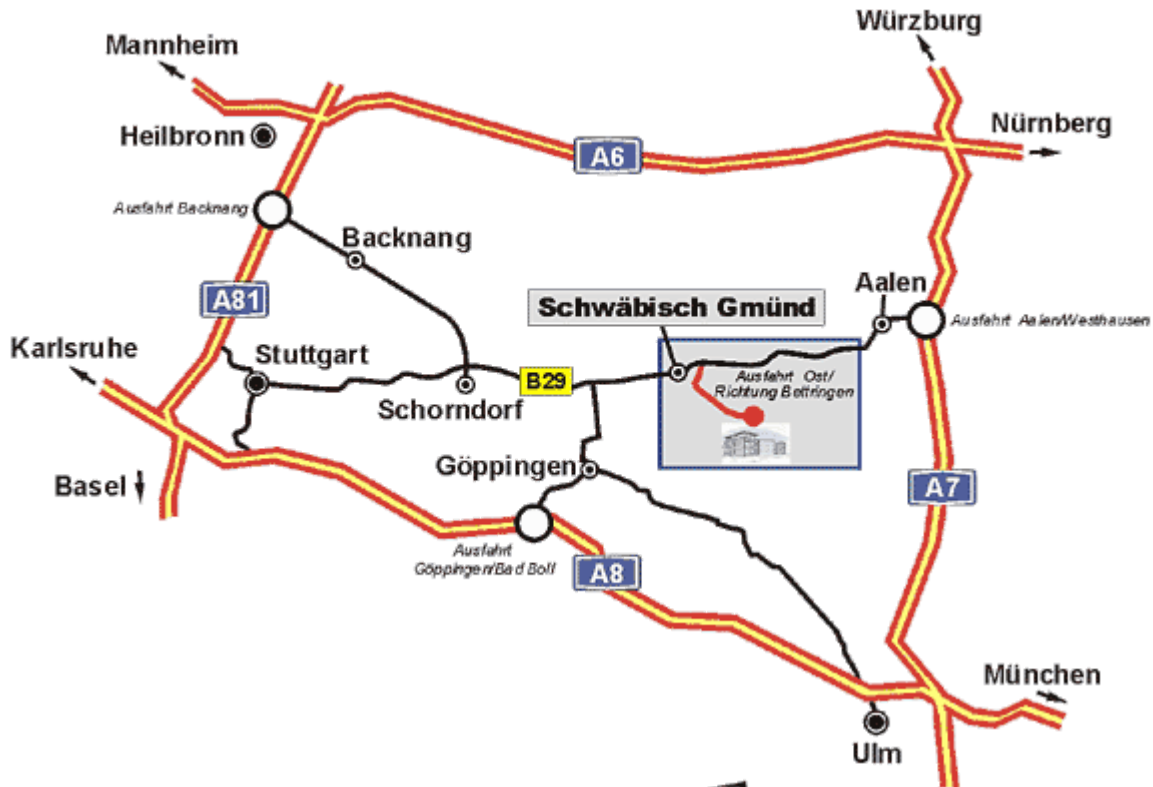 Würzburg
Mannheim
Nürnberg
Heilbronn
A6
Ausfahrt Backnang
Backnang
Aalen
A81
Schwäbisch Gmünd
Ausfahrt Aalen/Westhausen
Karlsruhe
Stuttgart
B29
Ausfahrt Ost/
Richtung Bettringen
Schorndorf
Göppingen
Basel
A7
Ausfahrt
Göppingen/Bad Boll
A8
München
Ulm